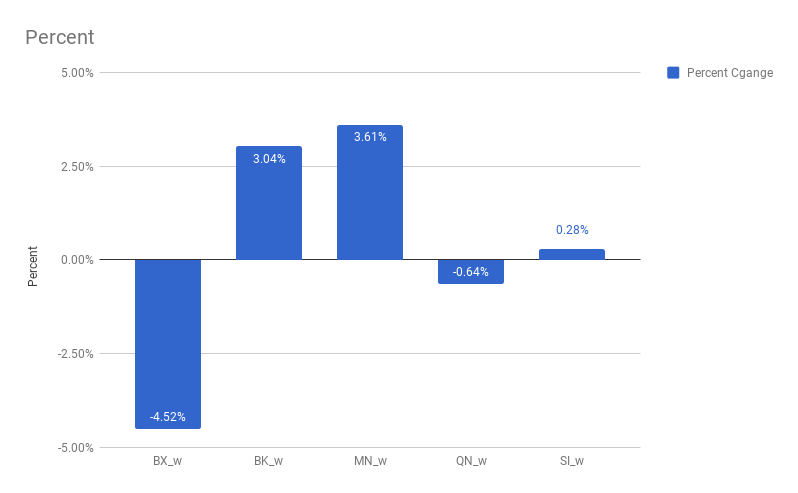 Percent
Percent Cgange
5.00%
2.50%
0.00%
-2.50%
-5.00%
Percent
-4.52%
3.04%
3.61%
-0.64%
0.28%
BX_w
BK_w
MN_w
QN_w
SI_w